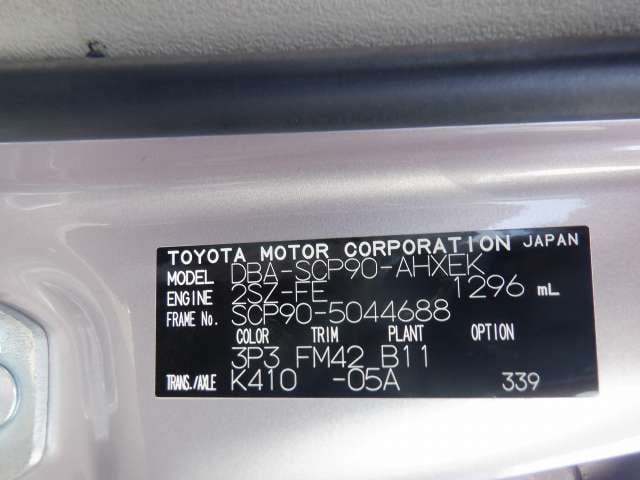 TOYOTA MOTOR CORPORATION JAPAN
MODEL DBA-SCP90-AHXEK
ENGINE 2SZ-FE 1296 mL
FRAME No. SCP90-5044688
COLOR TRIM PLANT OPTION
3P3 FM42 B11
TRANS./AXLE K410 -05A 339